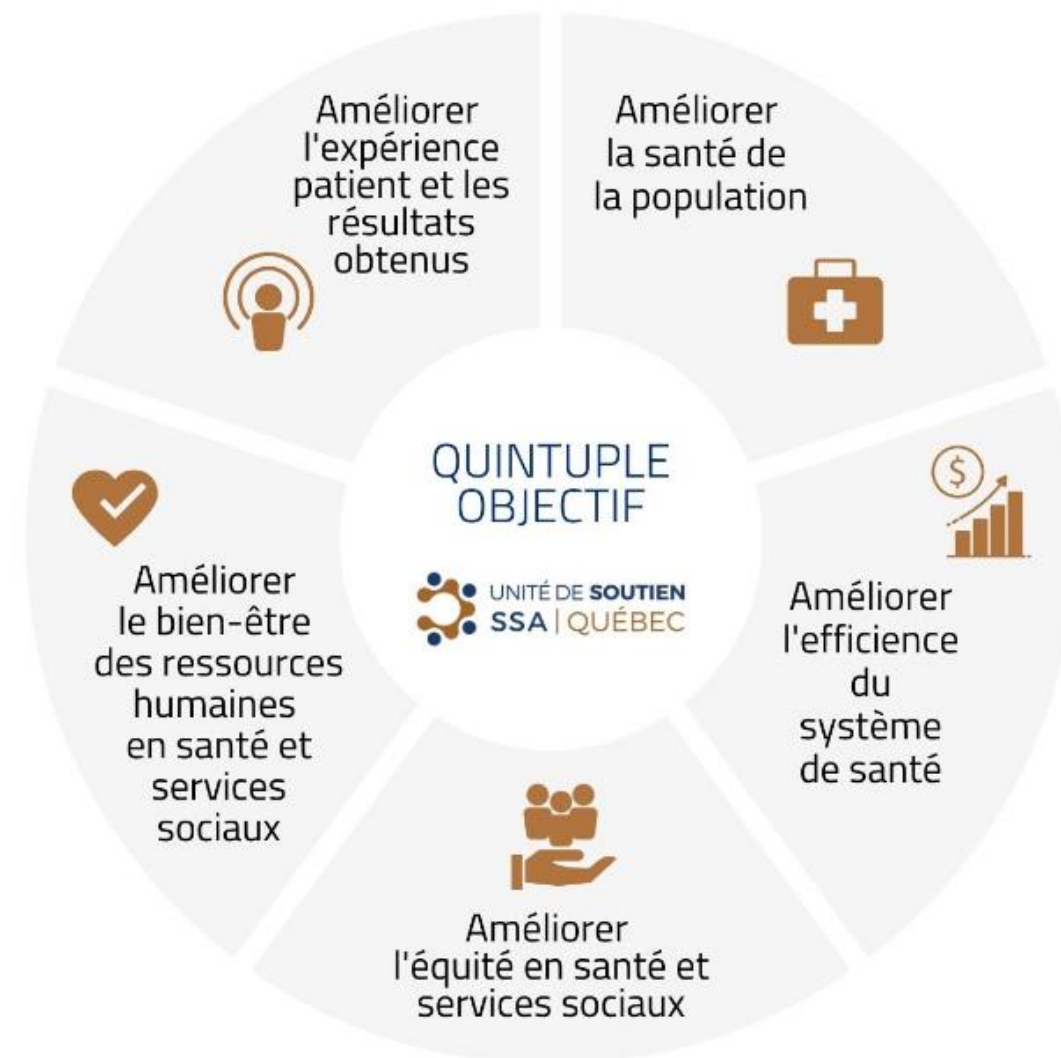 Améliorer
l'expérience
patient et les
résultats
obtenus
Améliorer
la santé de
la population
$
Améliorer
l'efficience
du
système
de santé
Améliorer
l'équité en santé et
services sociaux
Améliorer
le bien-être
des ressources
humaines
en santé et
services
sociaux
QUINTUPLE
OBJECTIF
UNITÉ DE SOUTIEN
SSA | QUÉBEC